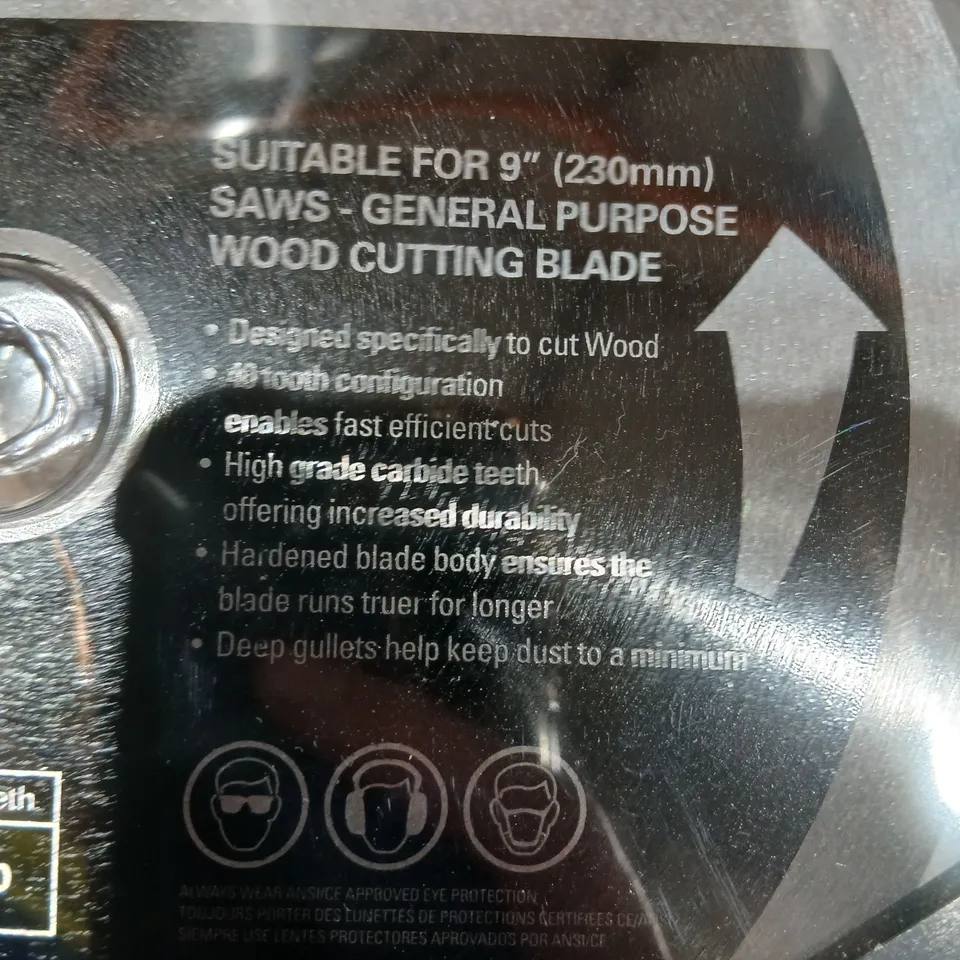 SUITABLE FOR 9" (230mm)
SAWS - GENERAL PURPOSE
WOOD CUTTING BLADE
• Designed specifically to cut Wood
• 40 tooth configuration
enables fast efficient cuts
• High grade carbide teeth,
offering increased durability
• Hardened blade body ensures the
blade runs truer for longer
• Deep gullets help keep dust to a minimum
eth
ALWAYS WEAR ANSI/CE APPROVED EYE PROTECTION
TOUJOURS PORTER DES LUNETTES DE PROTECTIONS CERTIFIEES CE/AN
SIEMPRE USE LENTES PROTECTORES APROVADOS POR ANSI/CE